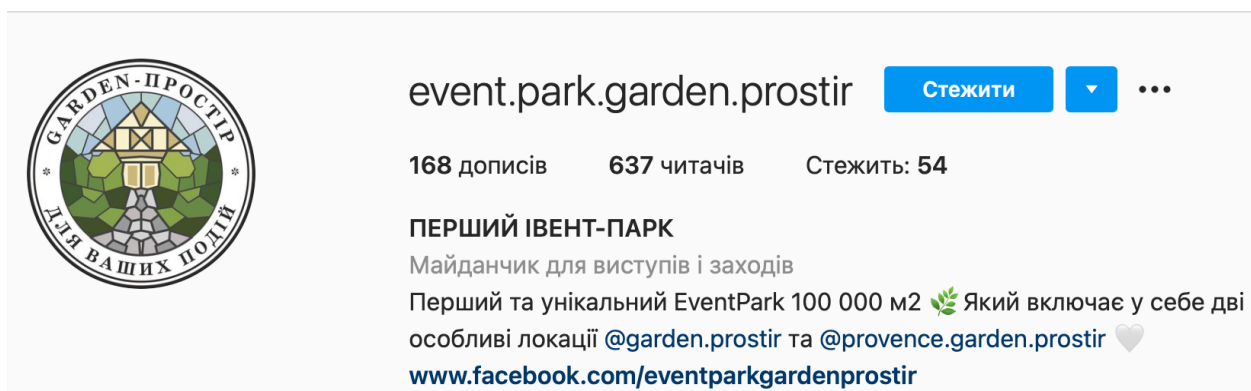 GARDEN-ПРОСТІР
ДЛЯ ВАШИХ ПОДІЙ
event.park.garden.prostir Стежити
168 дописів 637 читачів Стежить: 54
ПЕРШИЙ ІВЕНТ-ПАРК
Майданчик для виступів і заходів
Перший та унікальний EventPark 100 000 м2 🌿 Який включає у себе дві
особливі локації @garden.prostir та @provence.garden.prostir 🤍
www.facebook.com/eventparkgardenprostir